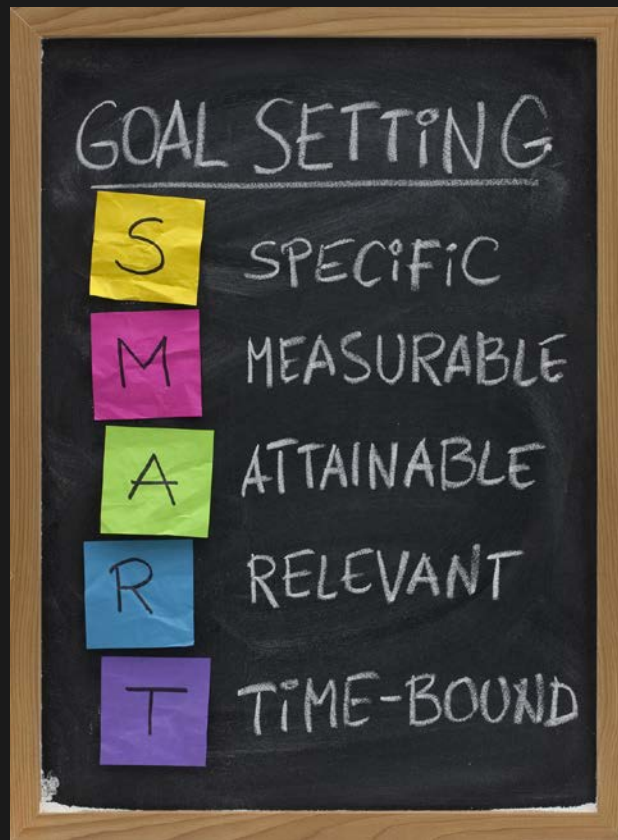 GOAL SETTING
S SPECIFIC
M MEASURABLE
A ATTAINABLE
R RELEVANT
T TIME-BOUND